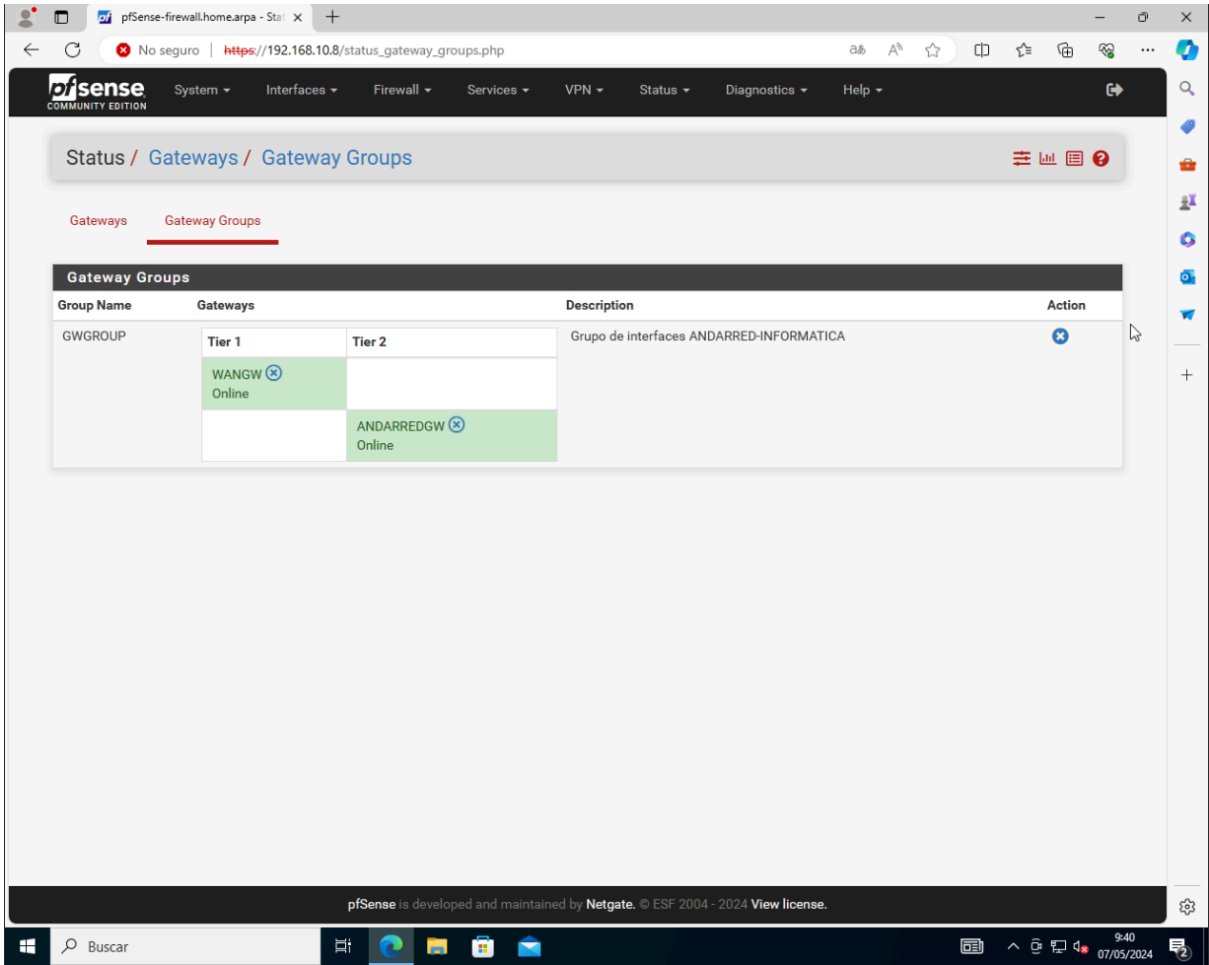 pfSense-firewall.home.arpa - Stat
No seguro https://192.168.10.8/status_gateway_groups.php
pfsense
COMMUNITY EDITION
System Interfaces Firewall Services VPN Status Diagnostics Help
Status / Gateways / Gateway Groups
Gateways Gateway Groups
Gateway Groups
Group Name Gateways Description Action
GWGROUP Tier 1 Tier 2 Grupo de interfaces ANDARRED-INFORMATICA
WANGW
Online
ANDARREDGW
Online
pfSense is developed and maintained by Netgate. © ESF 2004 - 2024 View license.
Buscar
9:40
07/05/2024
2